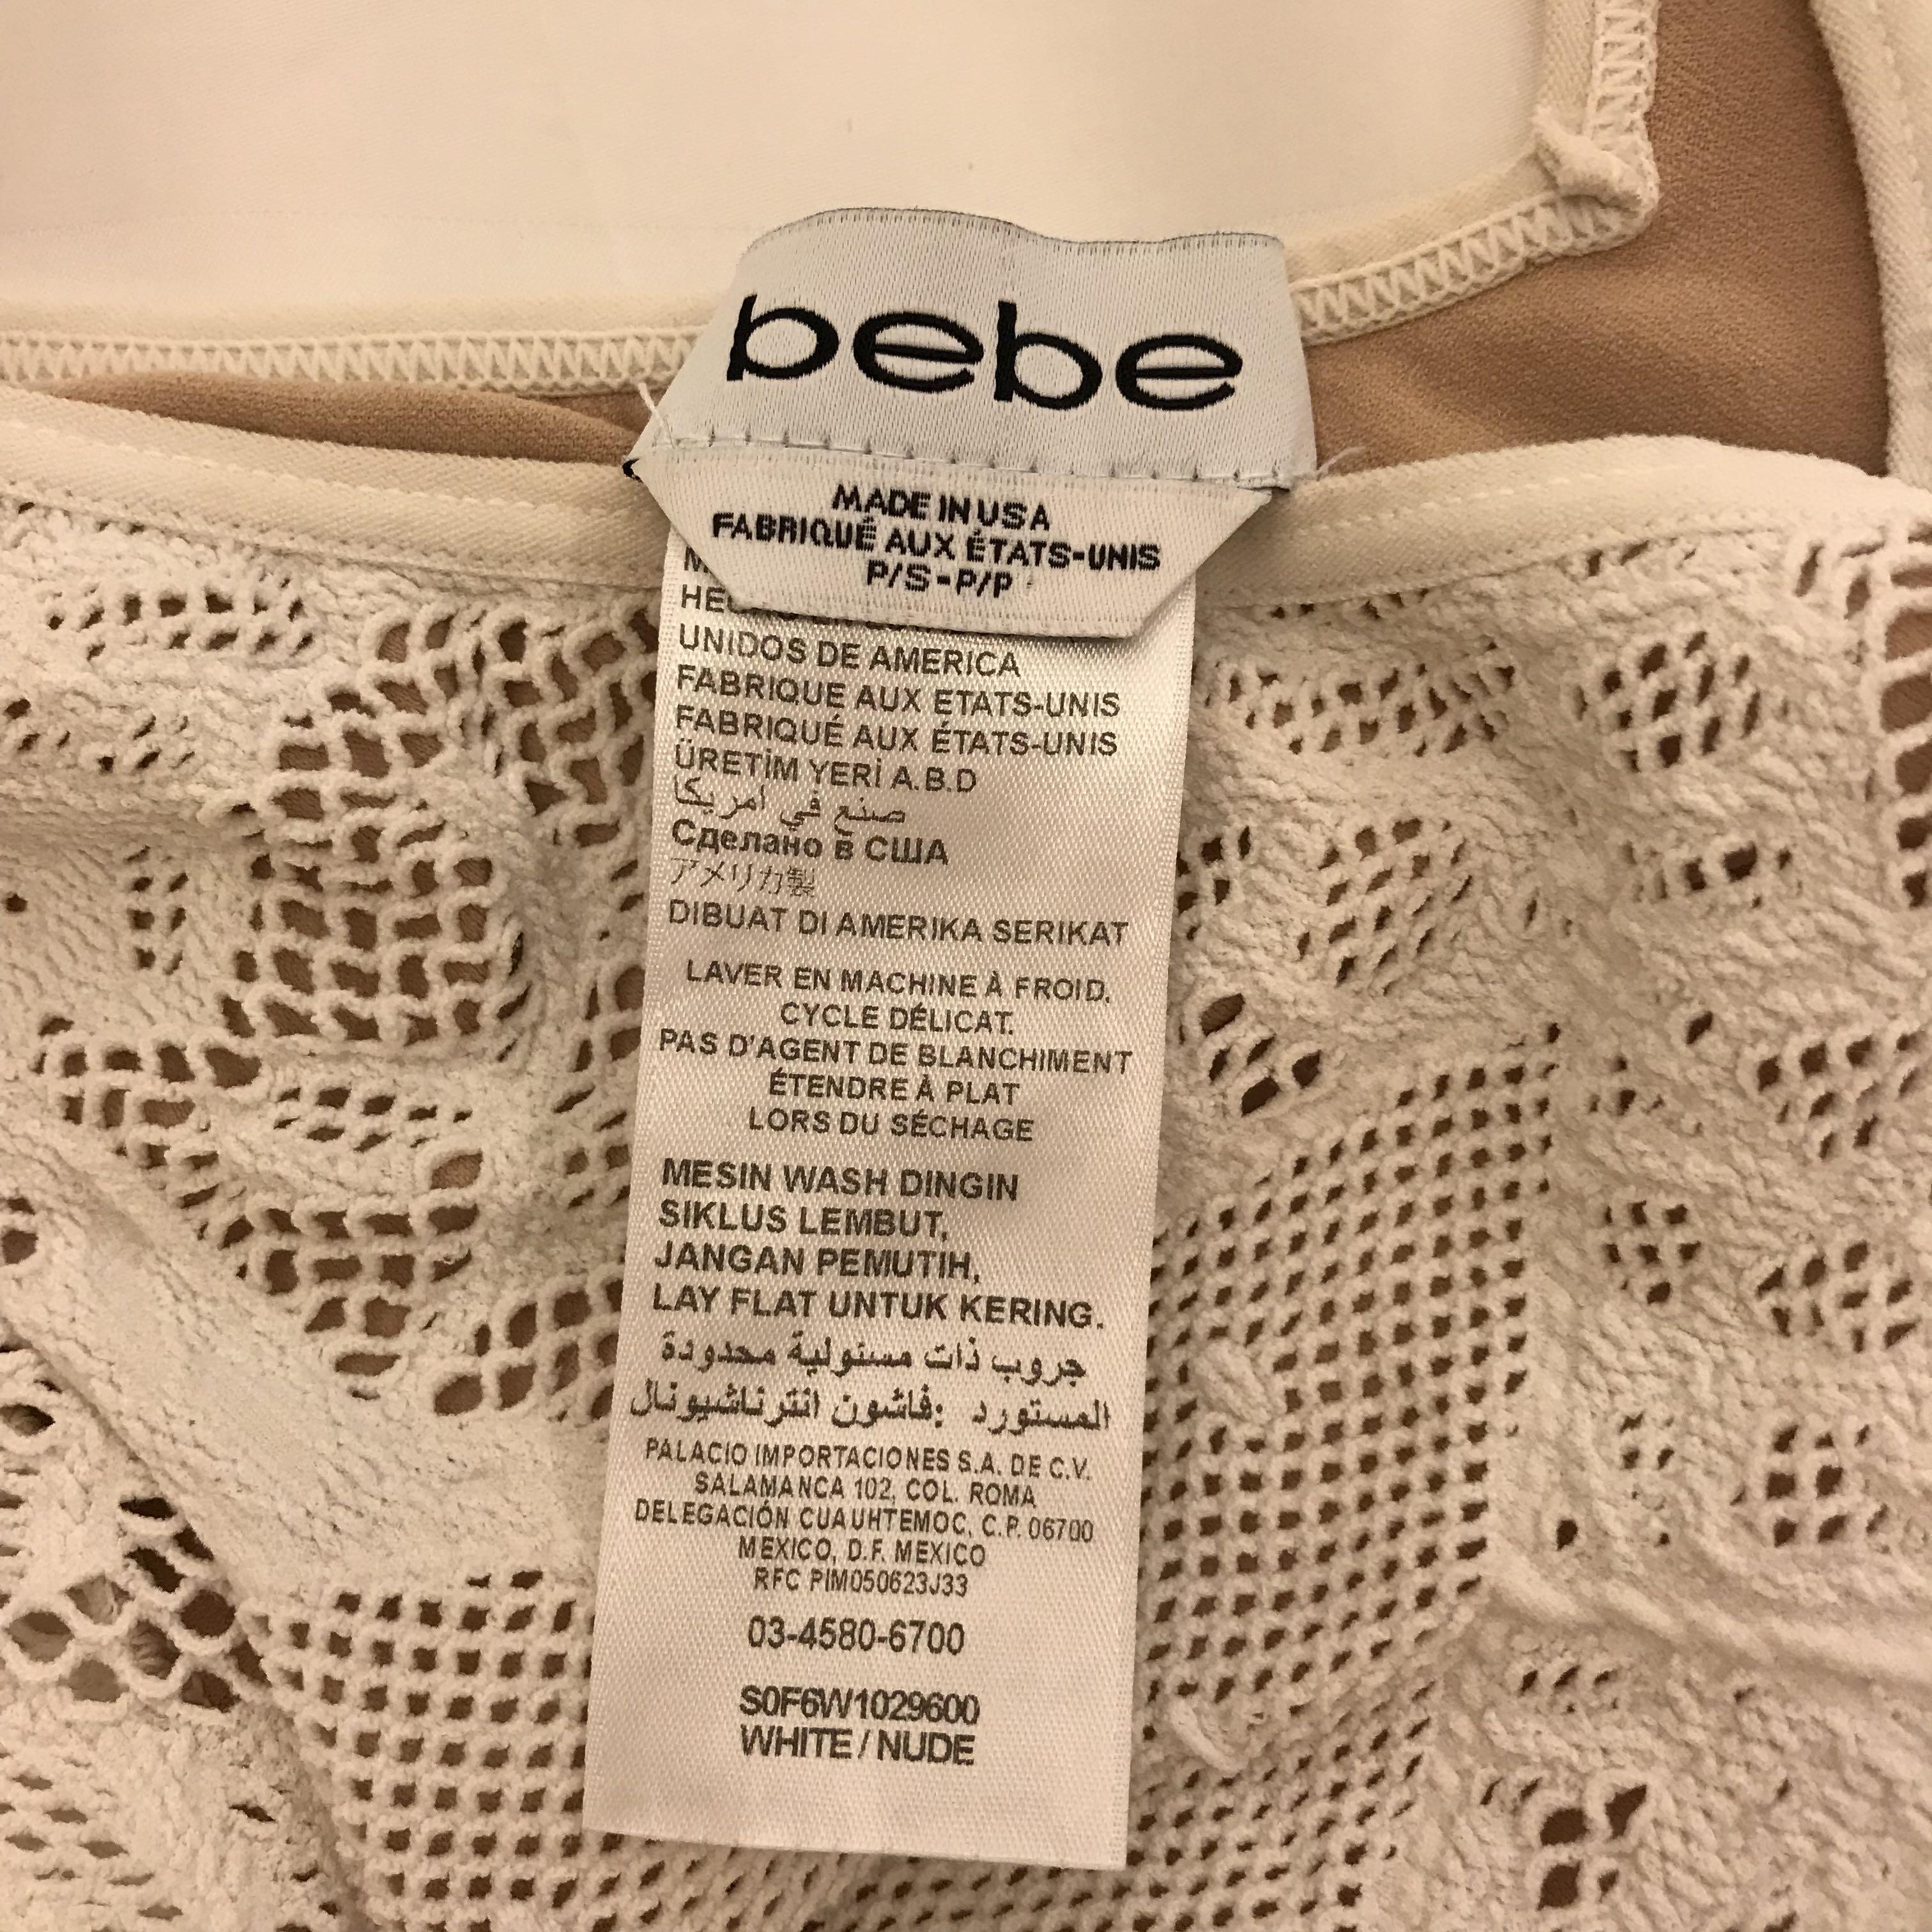 bebe
MADE IN USA
FABRIQUÉ AUX ÉTATS-UNIS
P/S-P/P
UNIDOS DE AMERICA
FABRIQUE AUX ETATS-UNIS
FABRIQUÉ AUX ÉTATS-UNIS
ÜRETİM YERİ A.B.D
صنع في امريكا
Сделано в США
アメリカ製
DIBUAT DI AMERIKA SERIKAT
LAVER EN MACHINE À FROID.
CYCLE DÉLICAT.
PAS D'AGENT DE BLANCHIMENT
ÉTENDRE À PLAT
LORS DU SÉCHAGE
MESIN WASH DINGIN
SIKLUS LEMBUT,
JANGAN PEMUTIH,
LAY FLAT UNTUK KERING.
جروب ذات مسئولية محدودة
المستورد :فاشون انترناشيونال
PALACIO IMPORTACIONES S.A. DE C.V.
SALAMANCA 102, COL. ROMA
DELEGACIÓN CUAUHTEMOC, C.P. 06700
MEXICO, D.F. MEXICO
RFC PIM050623J33
03-4580-6700
S0F6W1029600
WHITE / NUDE